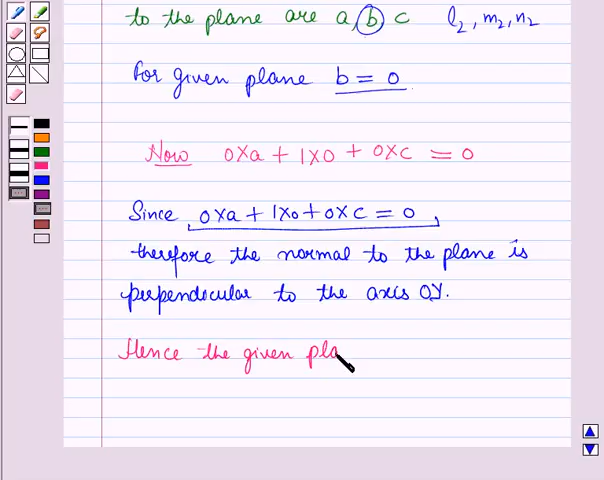 to the plane are a, b c l₂, m₂, n₂
For given plane b = 0
Now 0xa + 1x0 + 0xc = 0
Since 0xa + 1x0 + 0xc = 0,
therefore the normal to the plane is
perpendicular to the axis OY.
Hence the given pla